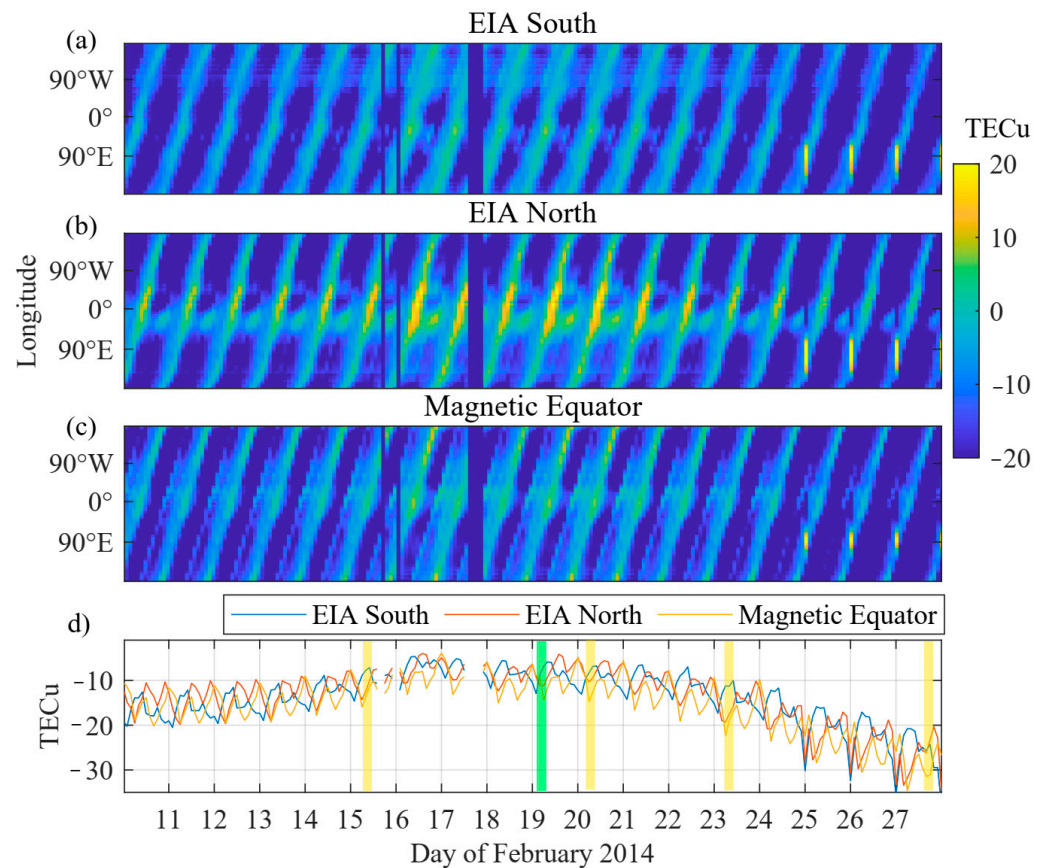 EIA South
(a)
90°W
0°
90°E
TECu
20
10
0
−10
−20
EIA North
(b)
90°W
0°
90°E
Longitude
Magnetic Equator
(c)
90°W
0°
90°E
EIA South EIA North Magnetic Equator
d)
−10
−20
−30
TECu
11 12 13 14 15 16 17 18 19 20 21 22 23 24 25 26 27
Day of February 2014